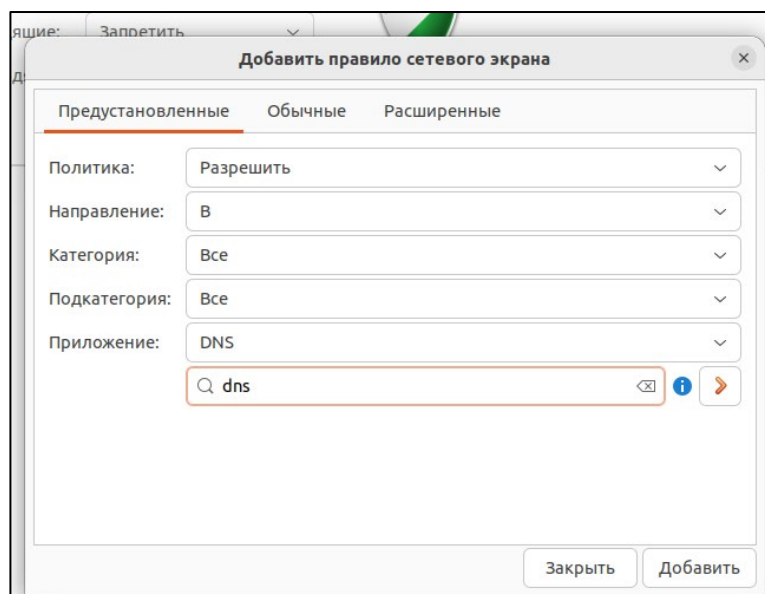 ящие: Запретить
Добавить правило сетевого экрана
Предустановленные Обычные Расширенные
Политика: Разрешить
Направление: В
Категория: Все
Подкатегория: Все
Приложение: DNS
dns
Закрыть Добавить